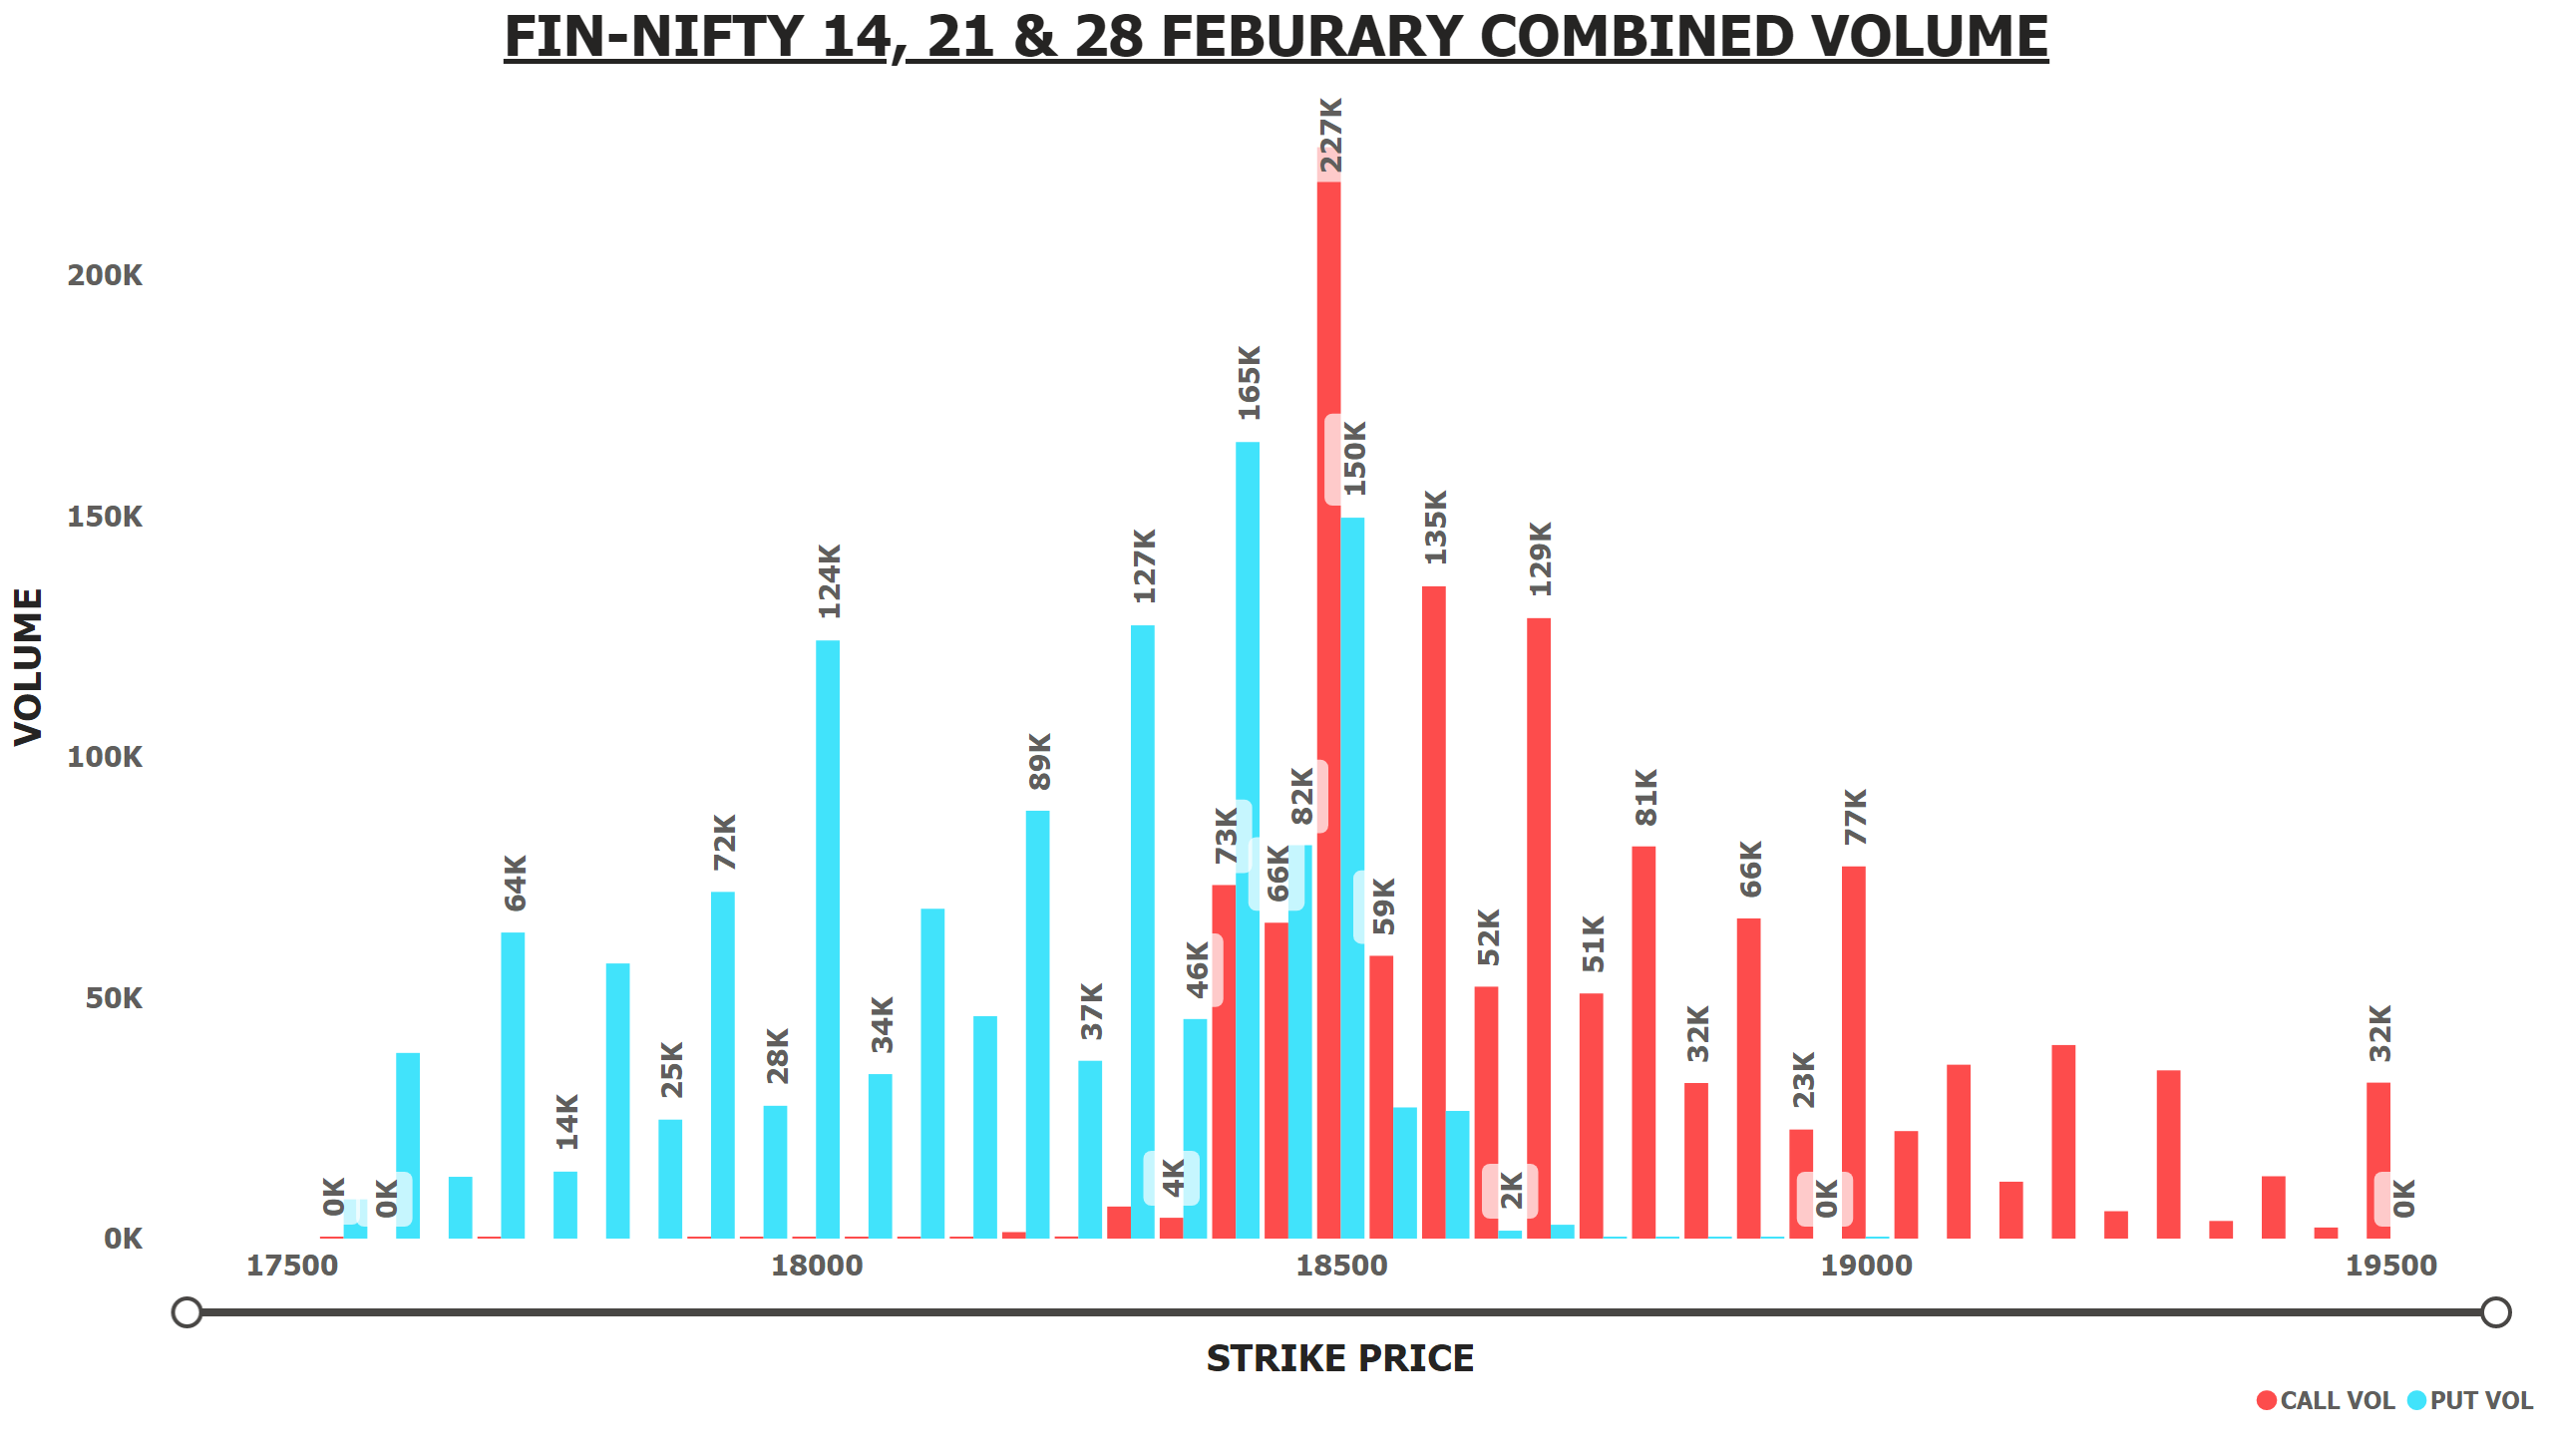 FIN-NIFTY 14, 21 & 28 FEBURARY COMBINED VOLUME
VOLUME
200K
150K
100K
50K
0K
0K
0K
64K
14K
25K
72K
28K
124K
34K
89K
37K
127K
4K
46K
73K
165K
66K
82K
227K
150K
59K
135K
52K
2K
129K
51K
81K
32K
66K
23K
0K
77K
32K
0K
17500 18000 18500 19000 19500
STRIKE PRICE
CALL VOL PUT VOL